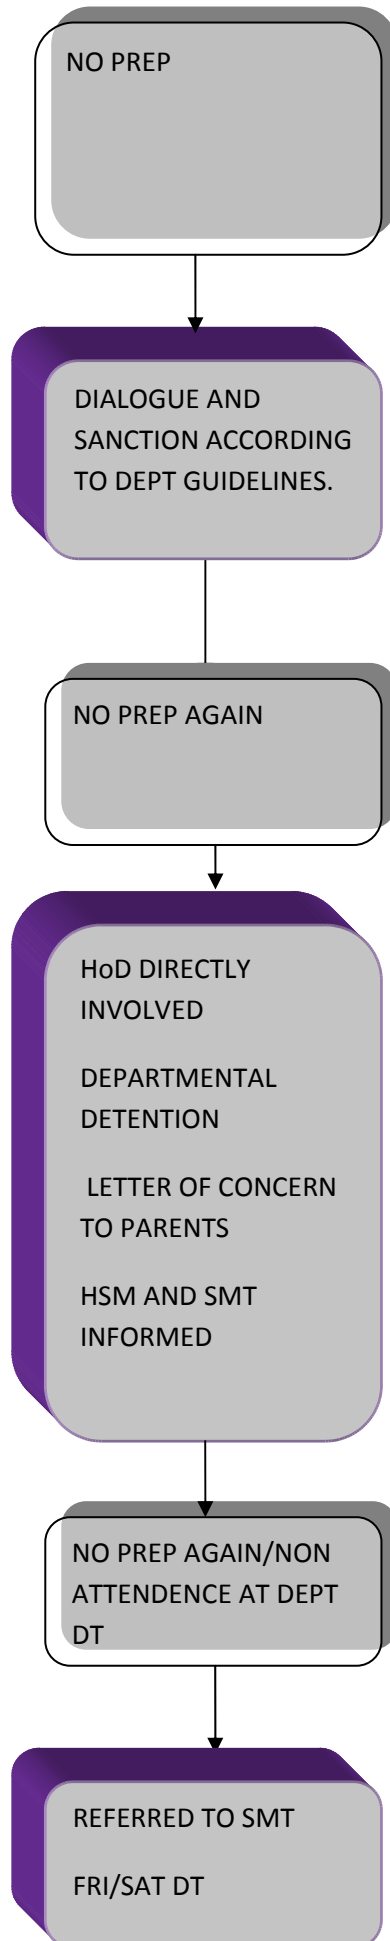 NO PREP
DIALOGUE AND
SANCTION ACCORDING
TO DEPT GUIDELINES.
NO PREP AGAIN
HoD DIRECTLY
INVOLVED
DEPARTMENTAL
DETENTION
LETTER OF CONCERN
TO PARENTS
HSM AND SMT
INFORMED
NO PREP AGAIN/NON
ATTENDENCE AT DEPT
DT
REFERRED TO SMT
FRI/SAT DT